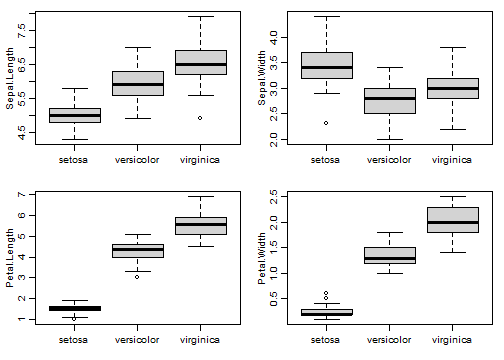 Sepal.Length
7.5
6.5
5.5
4.5
setosa versicolor virginica
Sepal.Width
4.0
3.5
3.0
2.5
2.0
setosa versicolor virginica
Petal.Length
7
6
5
4
3
2
1
setosa versicolor virginica
Petal.Width
2.5
2.0
1.5
1.0
0.5
setosa versicolor virginica